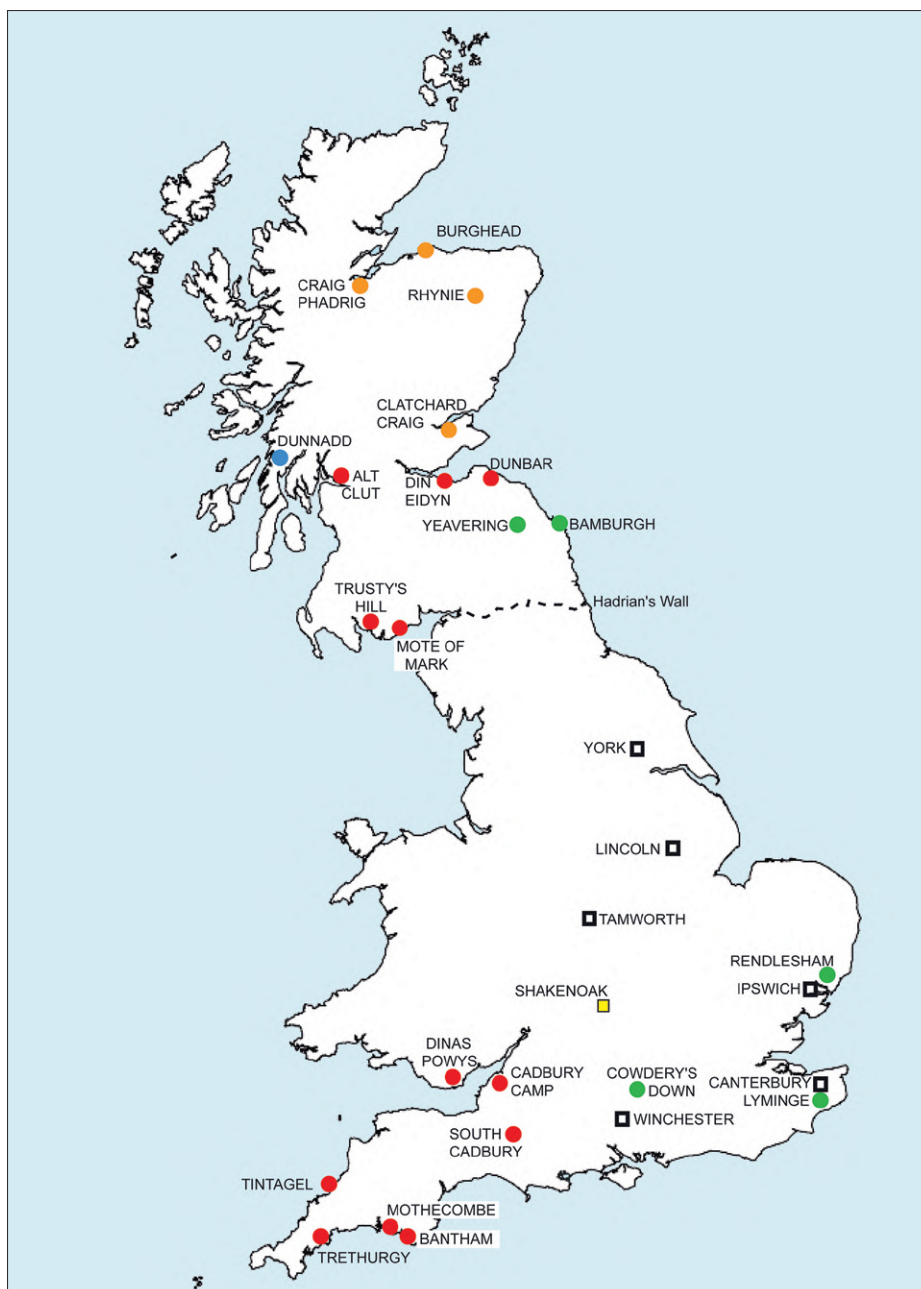 BURGHEAD
CRAIG
PHADRIG
RHYNIE
CLATCHARD
CRAIG
DUNNADD
ALT
CLUT
DIN
EIDYN
DUNBAR
YEAVERING
BAMBURGH
TRUSTY'S
HILL
Hadrian's Wall
MOTE OF
MARK
YORK
LINCOLN
TAMWORTH
RENDLESHAM
IPSWICH
SHAKENOAK
DINAS
POWYS
CADBURY
CAMP
COWDERY'S
DOWN
CANTERBURY
LYMINGE
WINCHESTER
SOUTH
CADBURY
TINTAGEL
MOTHECOMBE
BANTHAM
TRETHURGY